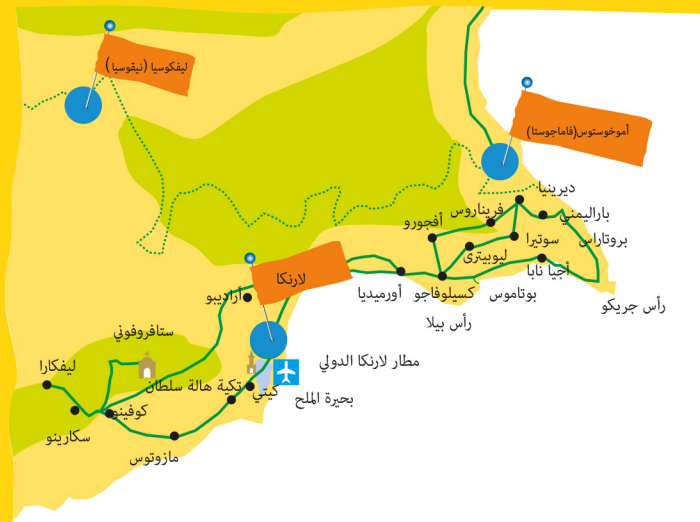 ليفكوسيا (نيقوسيا)
أموخوستوس(فاماجوستا)
ديرينيا
فريناروس
باراليمني
أفجورو
سوتيرا
بروتاراس
ليوبيترى
أجيا نابا
لارنكا
أراديبو
أورميديا
كسيلوفاجو
بوتاموس
رأس جريكو
رأس بيلا
ستافروفوني
مطار لارنكا الدولي
ليفكارا
تكية هالة سلطان
كيتي
بحيرة الملح
كوفينو
سكارينو
مازوتوس